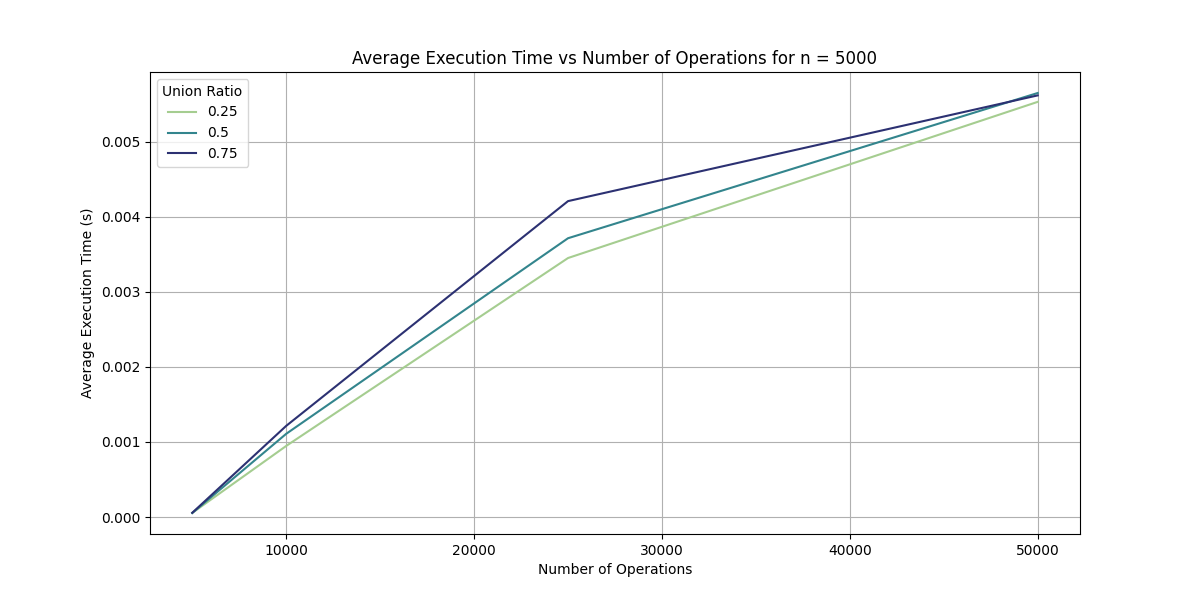 Average Execution Time vs Number of Operations for n = 5000
Union Ratio
0.25
0.5
0.75
0.005
0.004
0.003
0.002
0.001
0.000
Average Execution Time (s)
10000 20000 30000 40000 50000
Number of Operations